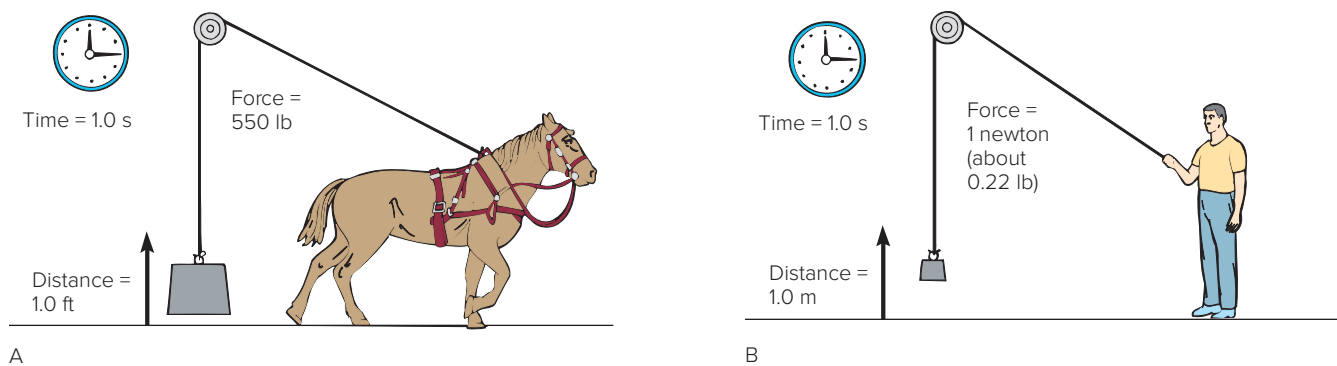 Time = 1.0 s
Force =
550 lb
Distance =
1.0 ft
A
Time = 1.0 s
Force =
1 newton
(about
0.22 lb)
Distance =
1.0 m
B